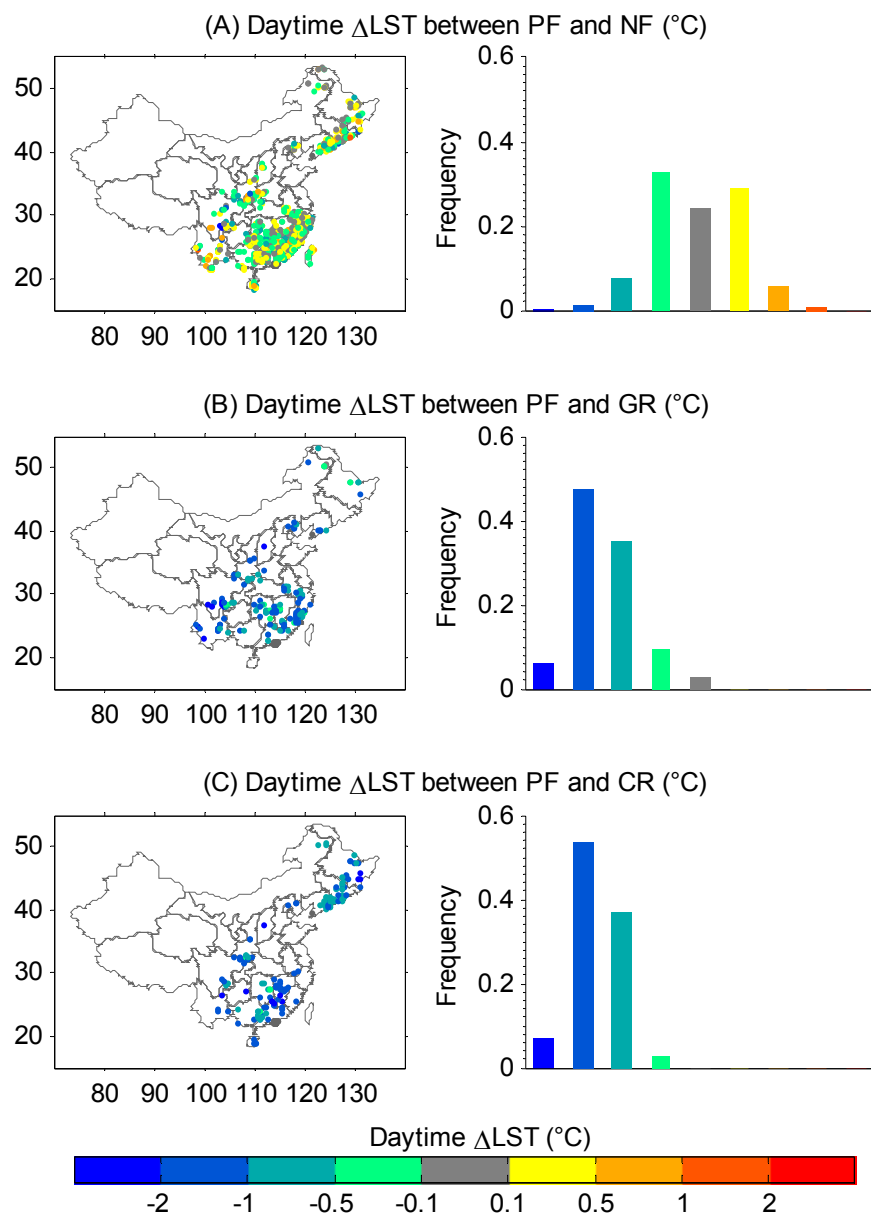 (A) Daytime ΔLST between PF and NF (°C)
50
40
30
20
80 90 100 110 120 130
Frequency
0.6
0.4
0.2
0
(B) Daytime ΔLST between PF and GR (°C)
50
40
30
20
80 90 100 110 120 130
Frequency
0.6
0.4
0.2
0
(C) Daytime ΔLST between PF and CR (°C)
50
40
30
20
80 90 100 110 120 130
Frequency
0.6
0.4
0.2
0
Daytime ΔLST (°C)
-2 -1 -0.5 -0.1 0.1 0.5 1 2